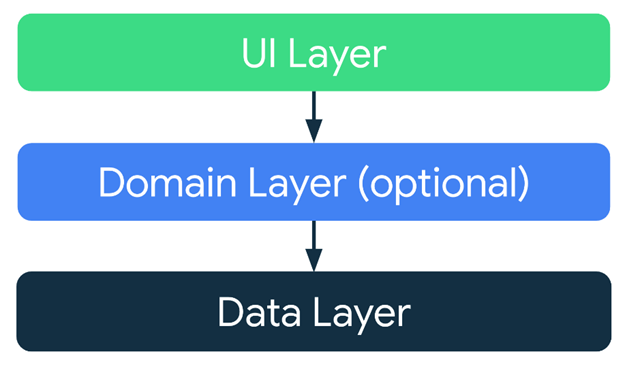 UI Layer
Domain Layer (optional)
Data Layer